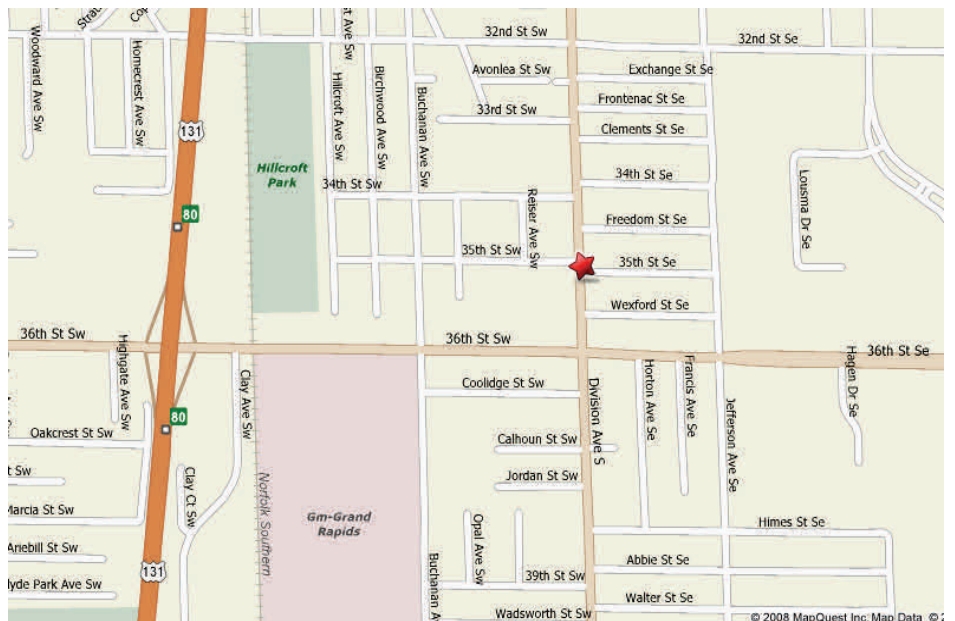 32nd St Sw
32nd St Se
Woodward Ave Sw
Homecrest Ave Sw
Ave Sw
Avonlea St Sw
Exchange St Se
Hillcroft Ave Sw
Birchwood Ave Sw
Buchanan Ave Sw
Frontenac St Se
33rd St Sw
131
Clements St Se
Hillcroft
Park
34th St Sw
34th St Se
Lousma Dr Se
Reiser Ave Sw
80
Freedom St Se
35th St Sw
35th St Se
Wexford St Se
36th St Sw
36th St Sw
36th St Se
Highgate Ave Sw
Clay Ave Sw
Coolidge St Sw
Division Ave S
Horton Ave Se
Francis Ave Se
Jefferson Ave Se
Hagen Dr Se
80
Oakcrest St Sw
Calhoun St Sw
t Sw
Clay Ct Sw
Jordan St Sw
Norfolk Southern
Marcia St Sw
Gm-Grand
Rapids
Opal Ave Sw
Himes St Se
Ariebill St Sw
Buchanan A
Abbie St Se
131
39th St Sw
lyde Park Ave Sw
Walter St Se
Wadsworth St Sw
© 2008 MapQuest Inc. Map Data © 2